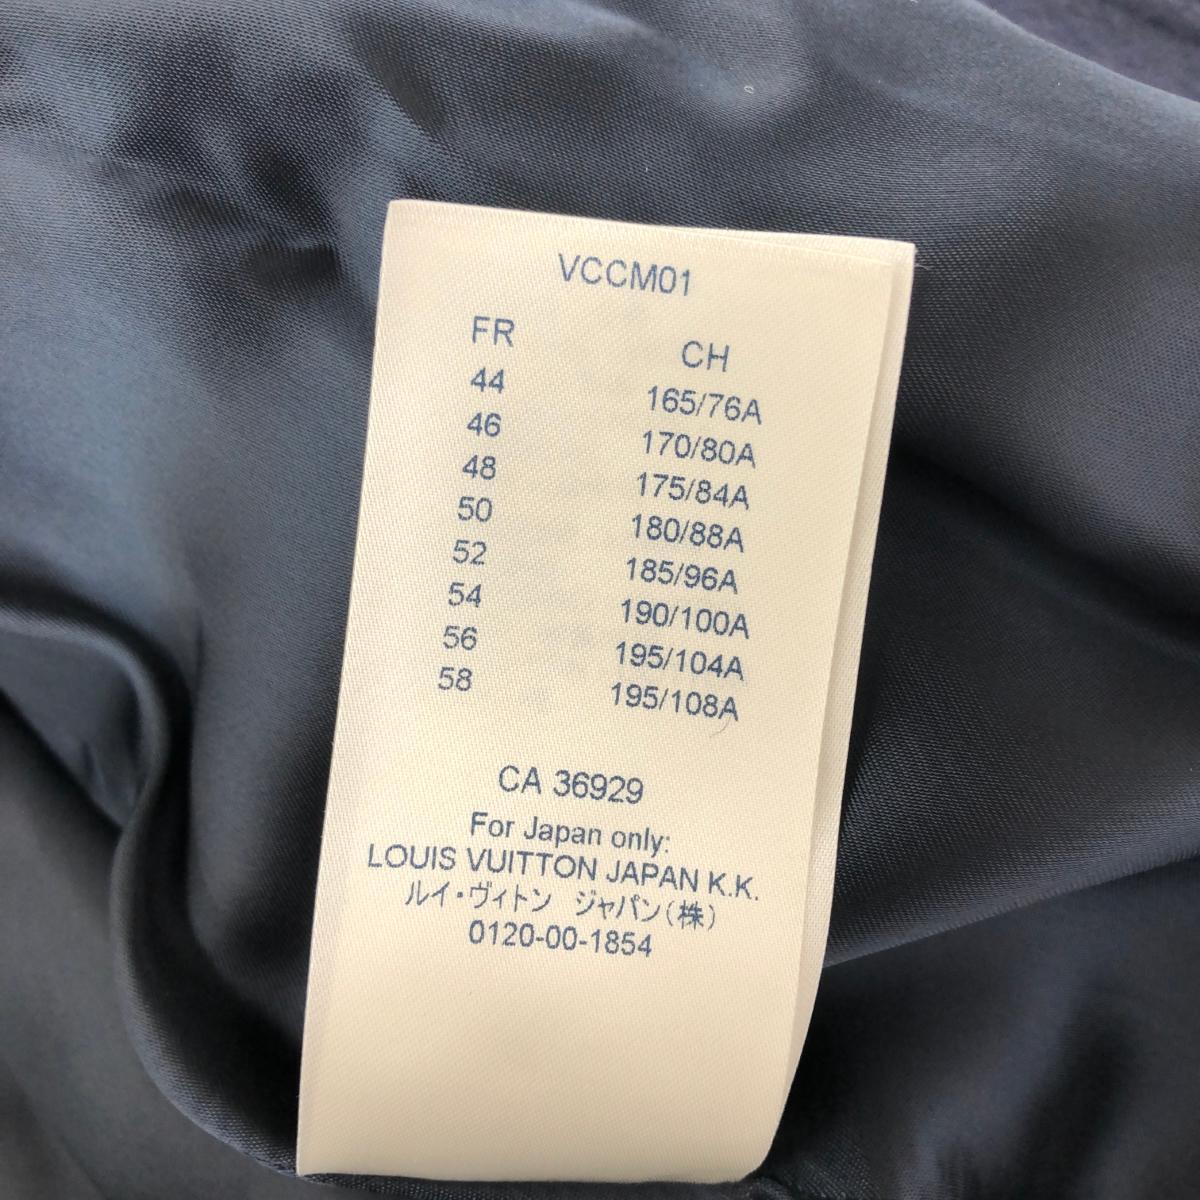 VCCM01
FR CH
44 165/76A
46 170/80A
48 175/84A
50 180/88A
52 185/96A
54 190/100A
56 195/104A
58 195/108A
CA 36929
For Japan only:
LOUIS VUITTON JAPAN K.K.
ルイ・ヴィトン ジャパン(株)
0120-00-1854